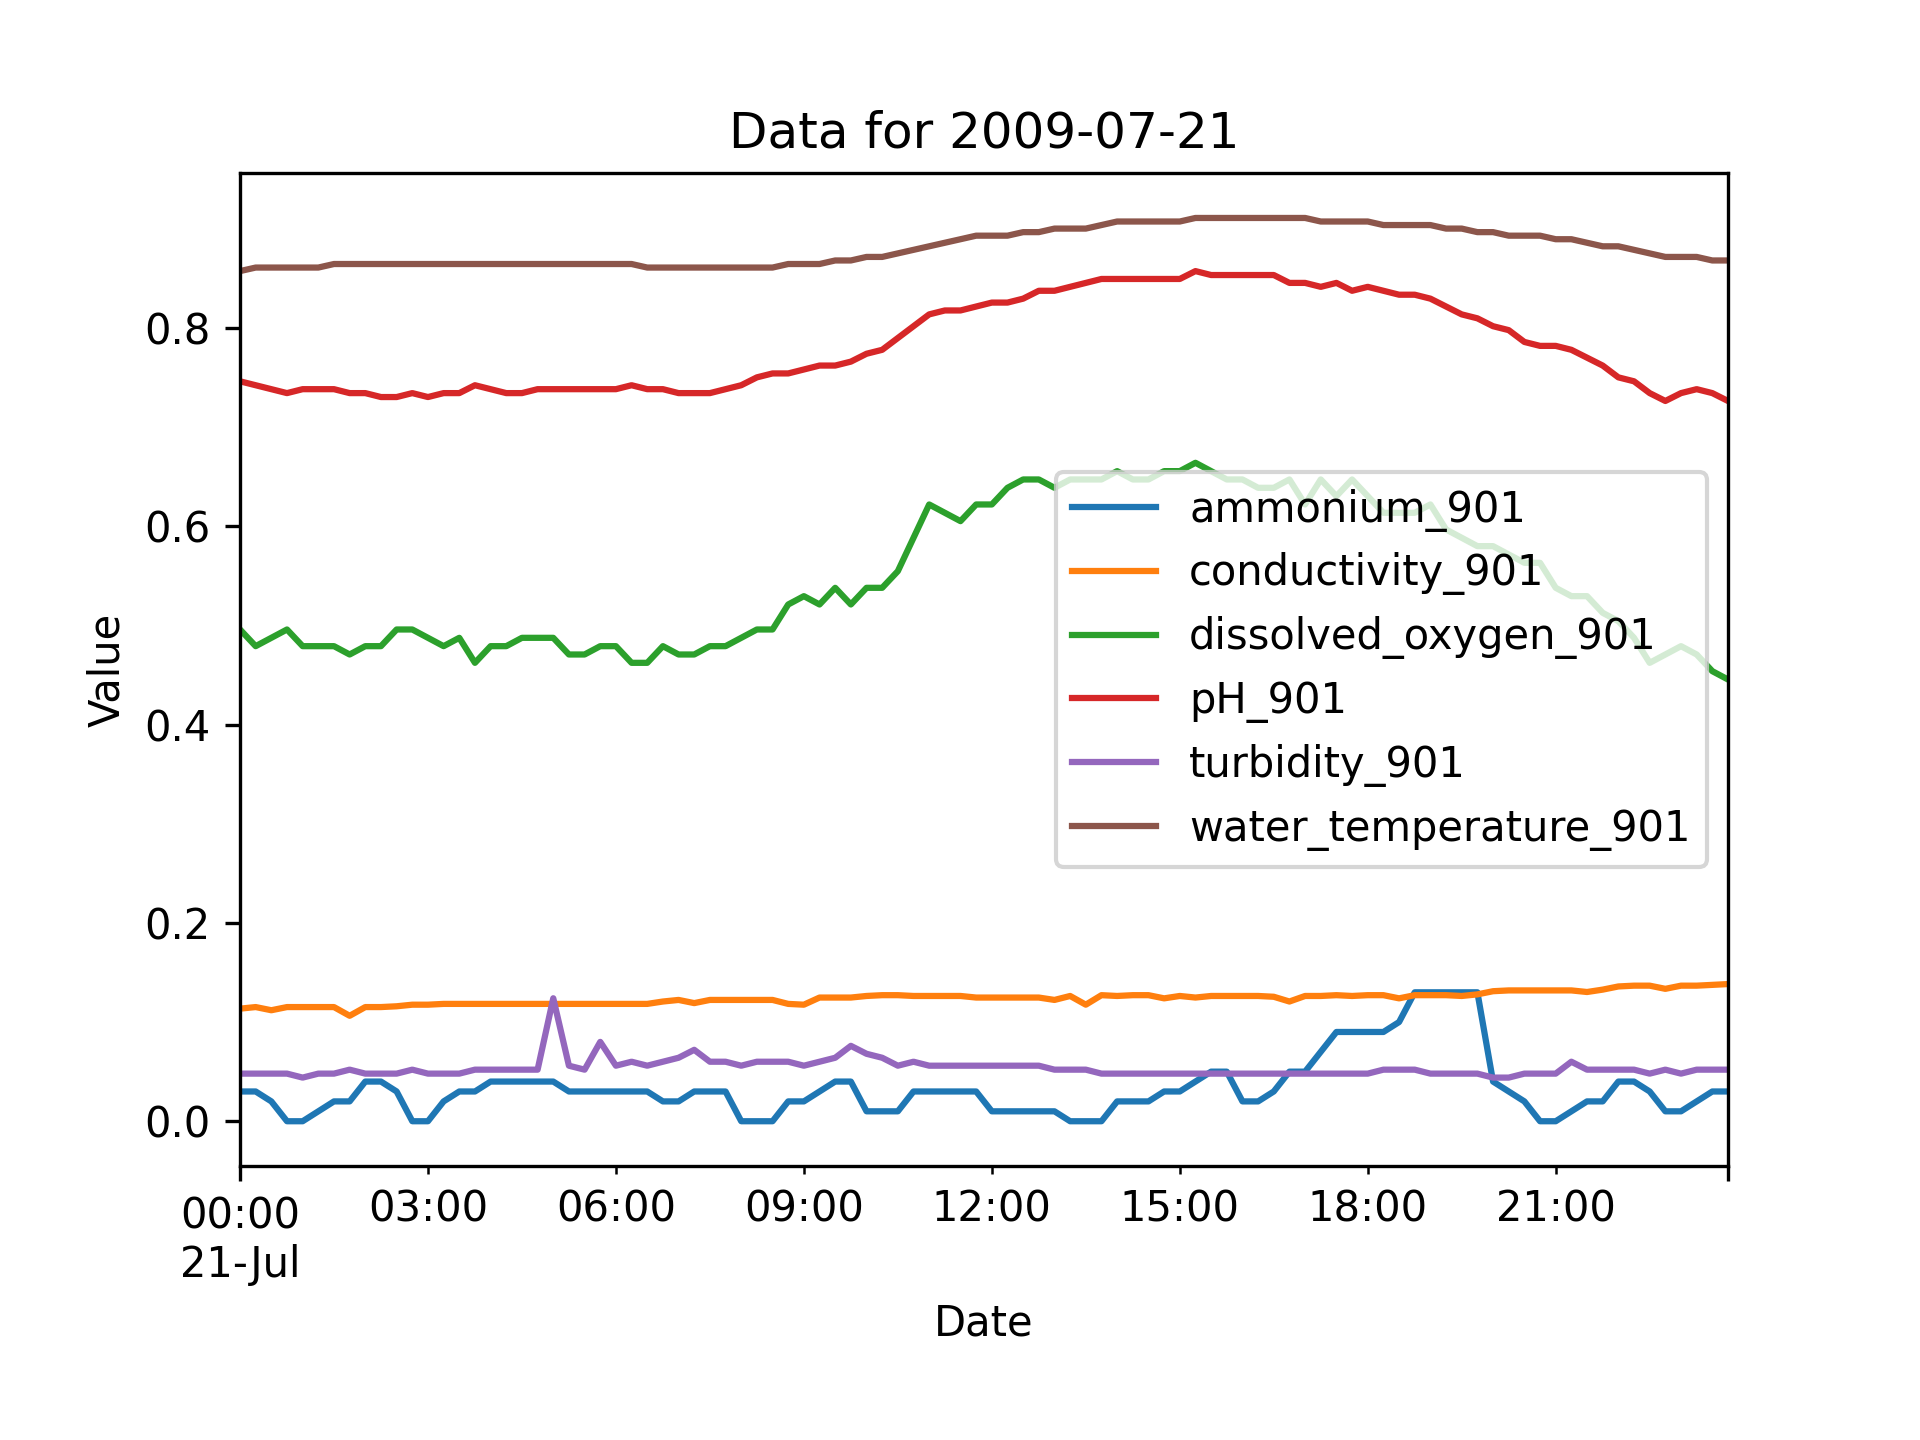 Data for 2009-07-21
Value
0.8
0.6
0.4
0.2
0.0
ammonium_901
conductivity_901
dissolved_oxygen_901
pH_901
turbidity_901
water_temperature_901
00:00 03:00 06:00 09:00 12:00 15:00 18:00 21:00
21-Jul
Date